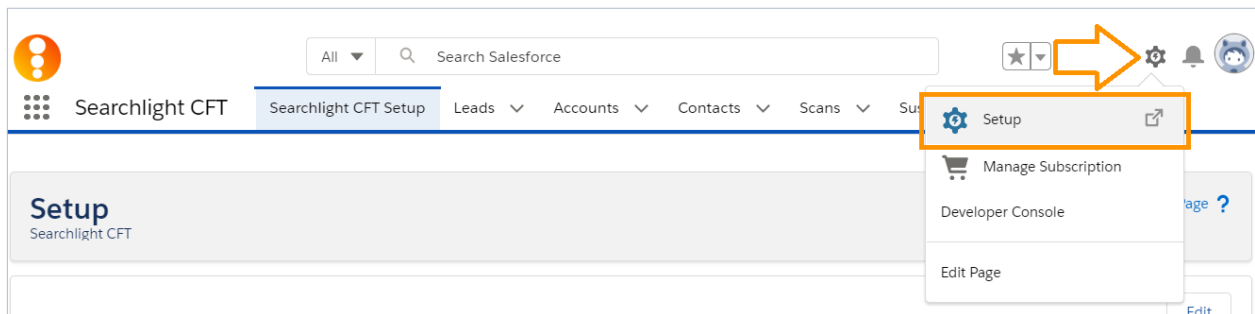 All Search Salesforce
Searchlight CFT Searchlight CFT Setup Leads Accounts Contacts Scans
Setup
Manage Subscription
Developer Console
Edit Page
Setup
Searchlight CFT
?
Edit